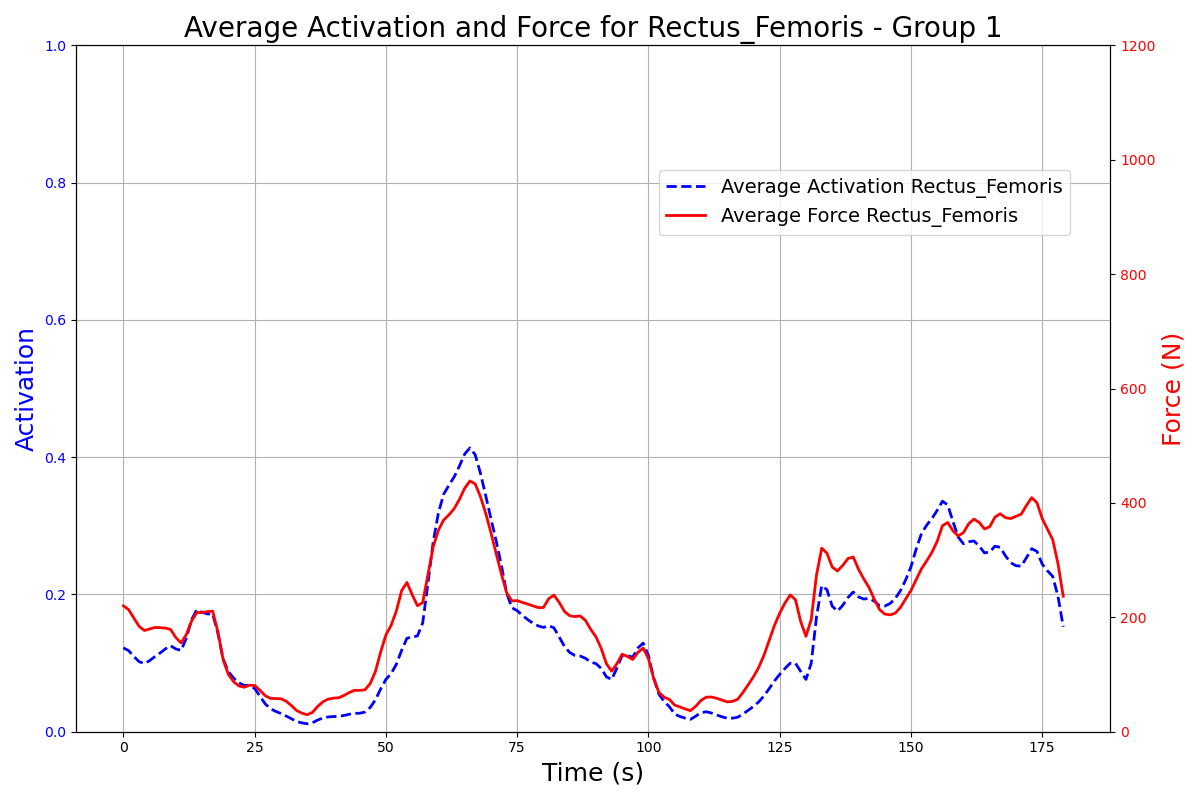 Average Activation and Force for Rectus_Femoris - Group 1
1.0
0.8
0.6
0.4
0.2
0.0
Activation
Average Activation Rectus_Femoris
Average Force Rectus_Femoris
1200
1000
800
600
400
200
0
Force (N)
0 25 50 75 100 125 150 175
Time (s)